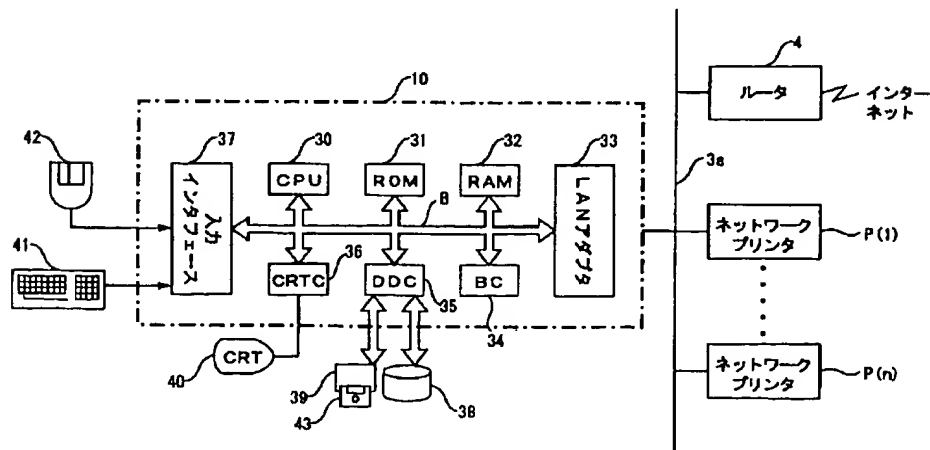 4
10
ルータ
インター
ネット
42
37
30
31
32
33
3a
入力
インタフェース
CPU
ROM
RAM
LANアダプタ
B
ネットワーク
プリンタ
P(1)
41
36
CRTC
DDC
BC
35
34
CRT
40
39
43
38
ネットワーク
プリンタ
P(n)